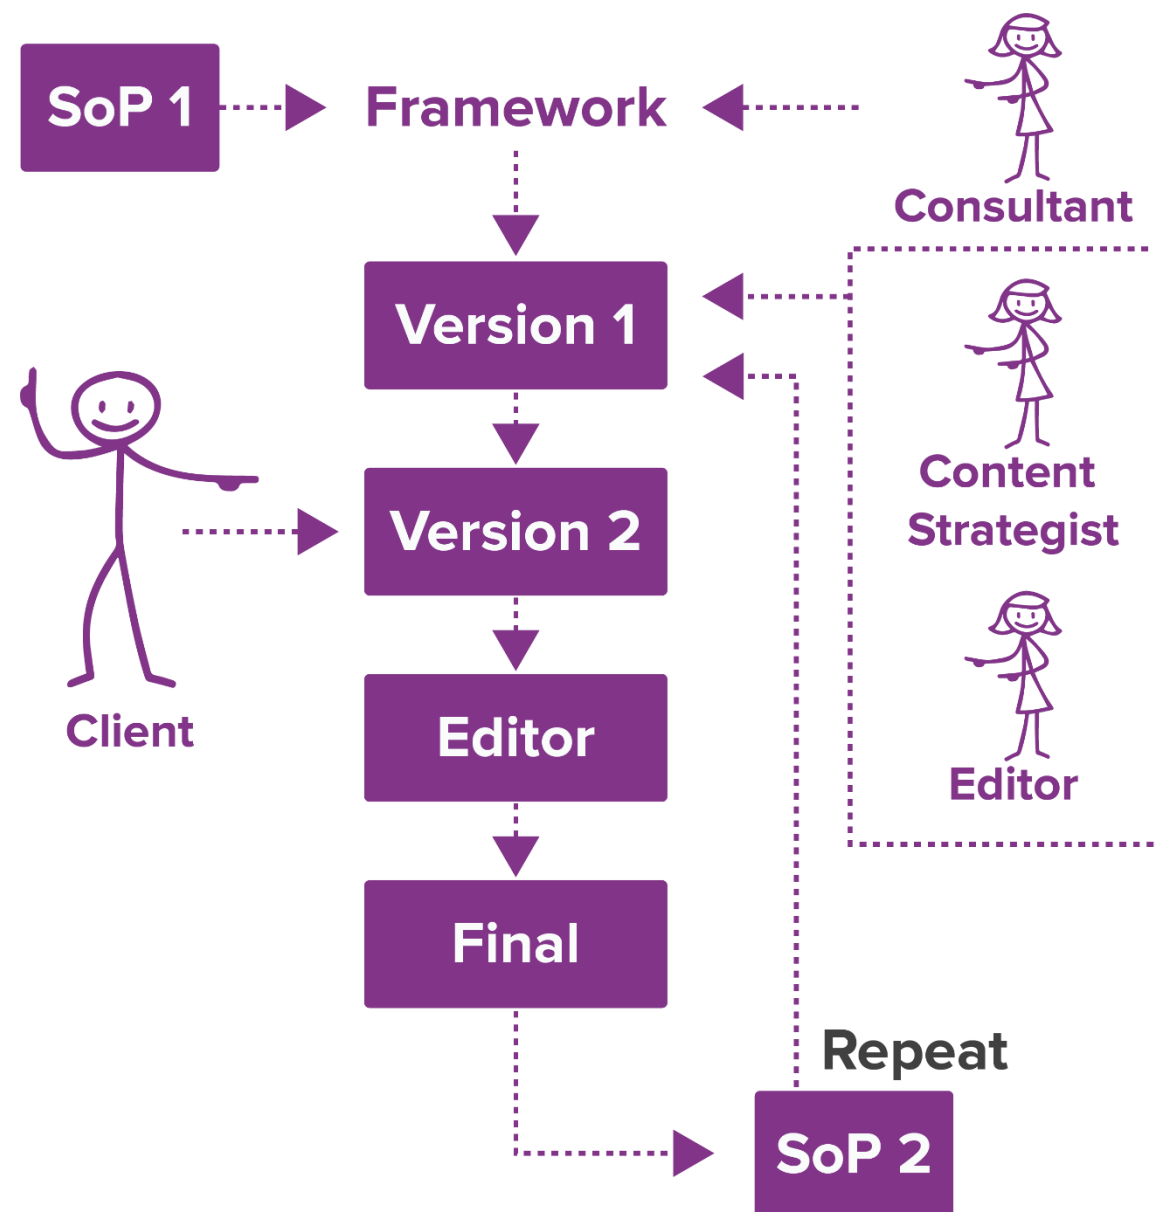 SoP 1
Framework
Consultant
Version 1
Content
Strategist
Version 2
Client
Editor
Editor
Final
Repeat
SoP 2